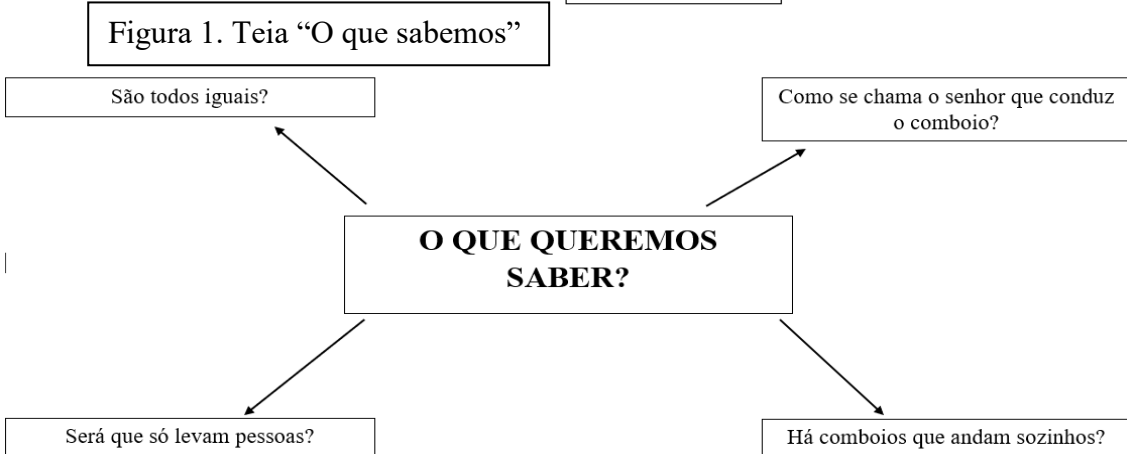 Figura 1. Teia “O que sabemos”
São todos iguais?
Como se chama o senhor que conduz
o comboio?
O QUE QUEREMOS
SABER?
Será que só levam pessoas?
Há comboios que andam sozinhos?